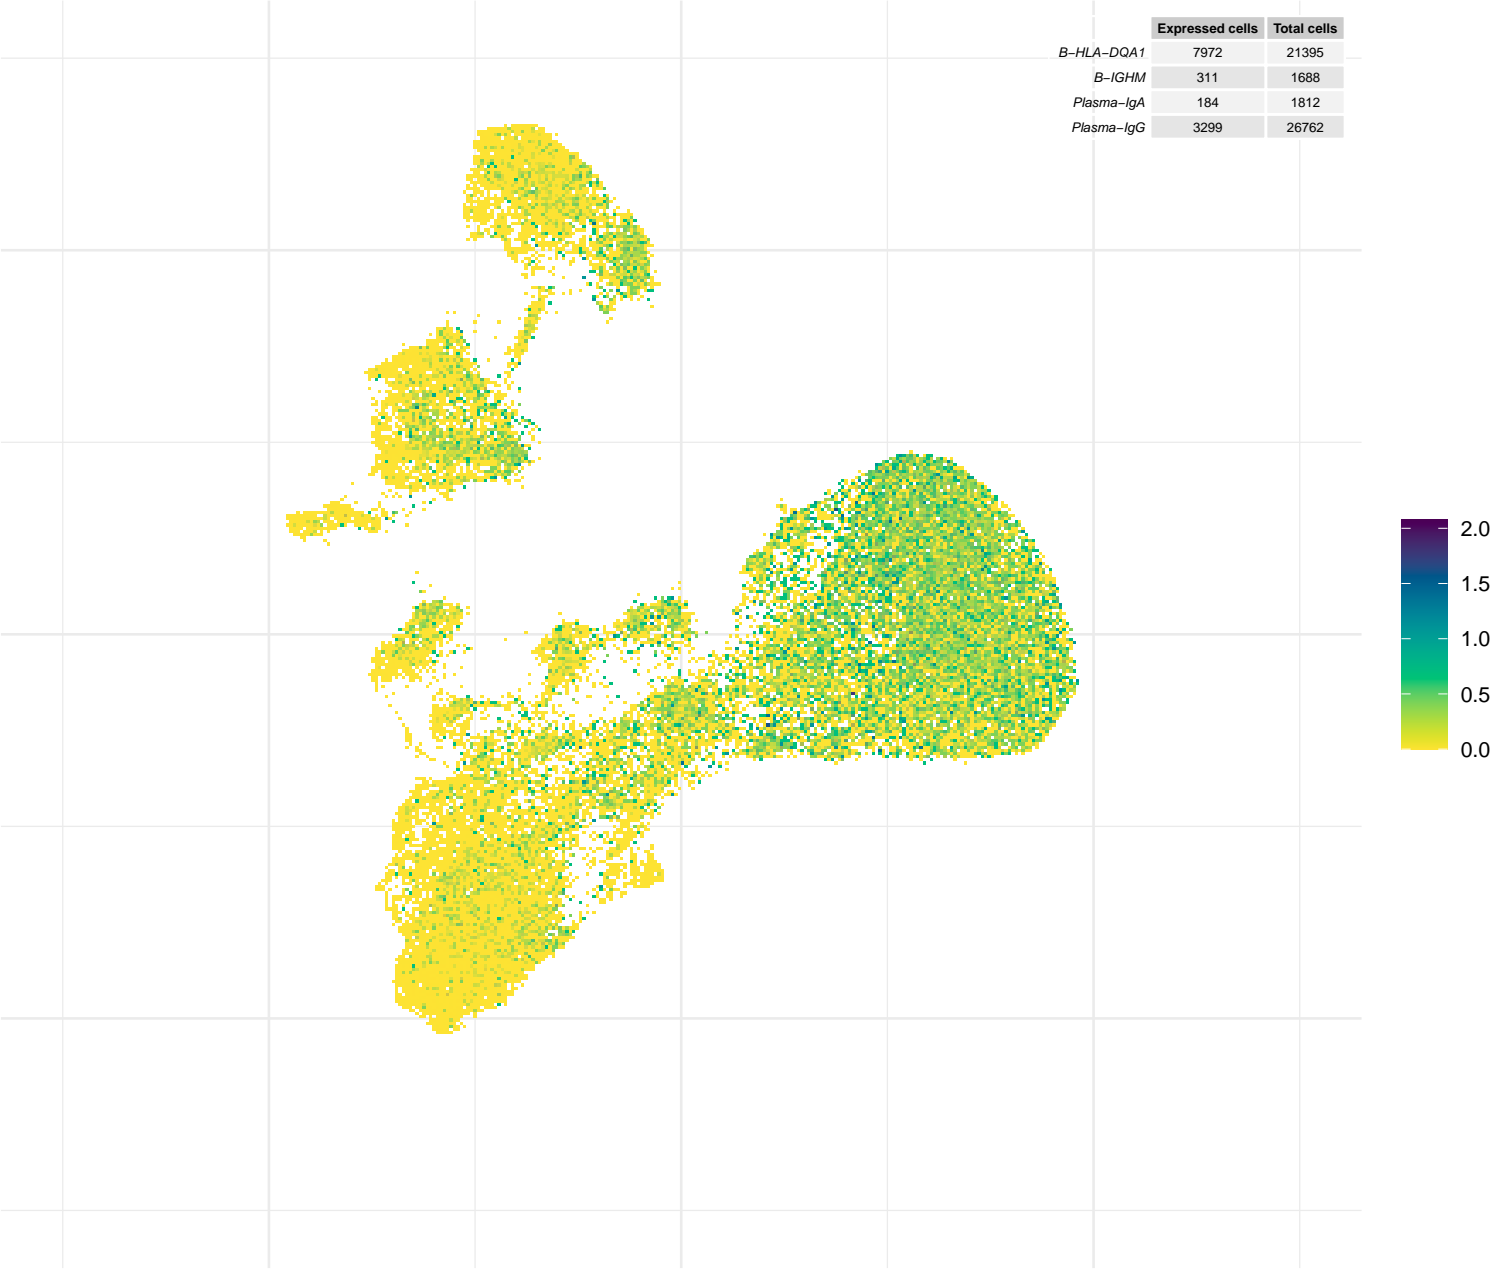 Expressed cells Total cells
B−HLA−DQA1 7972 21395
B−IGHM 311 1688
Plasma−IgA 184 1812
Plasma−IgG 3299 26762
2.0
1.5
1.0
0.5
0.0